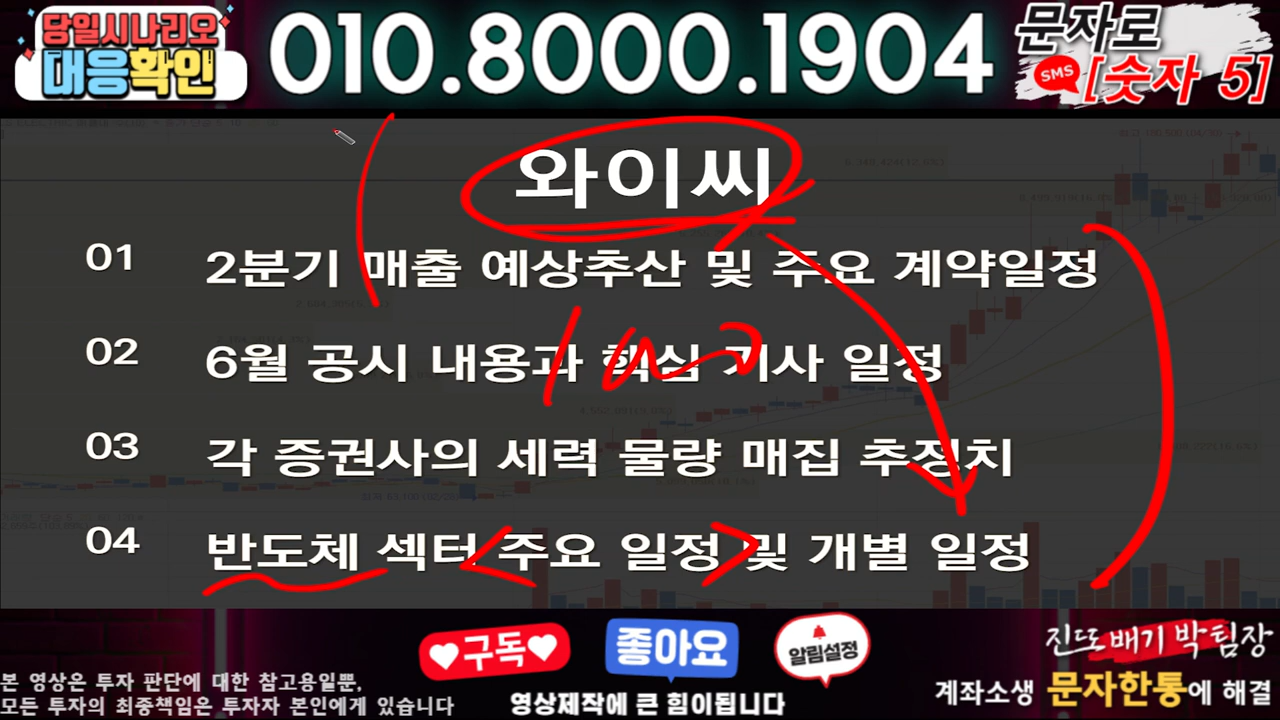 당일시나리오
대응확인
010.8000.1904
문자로
SMS
[숫자 5]
와이씨
01 2분기 매출 예상추산 및 주요 계약일정
02 6월 공시 내용과 핵심 기사 일정
03 각 증권사의 세력 물량 매집 추정치
04 반도체 섹터 주요 일정 및 개별 일정
구독
좋아요
알림설정
영상제작에 큰 힘이됩니다
본 영상은 투자 판단에 대한 참고용일뿐,
모든 투자의 최종책임은 투자자 본인에게 있습니다
진또배기 박팀장
계좌소생 문자한통에 해결